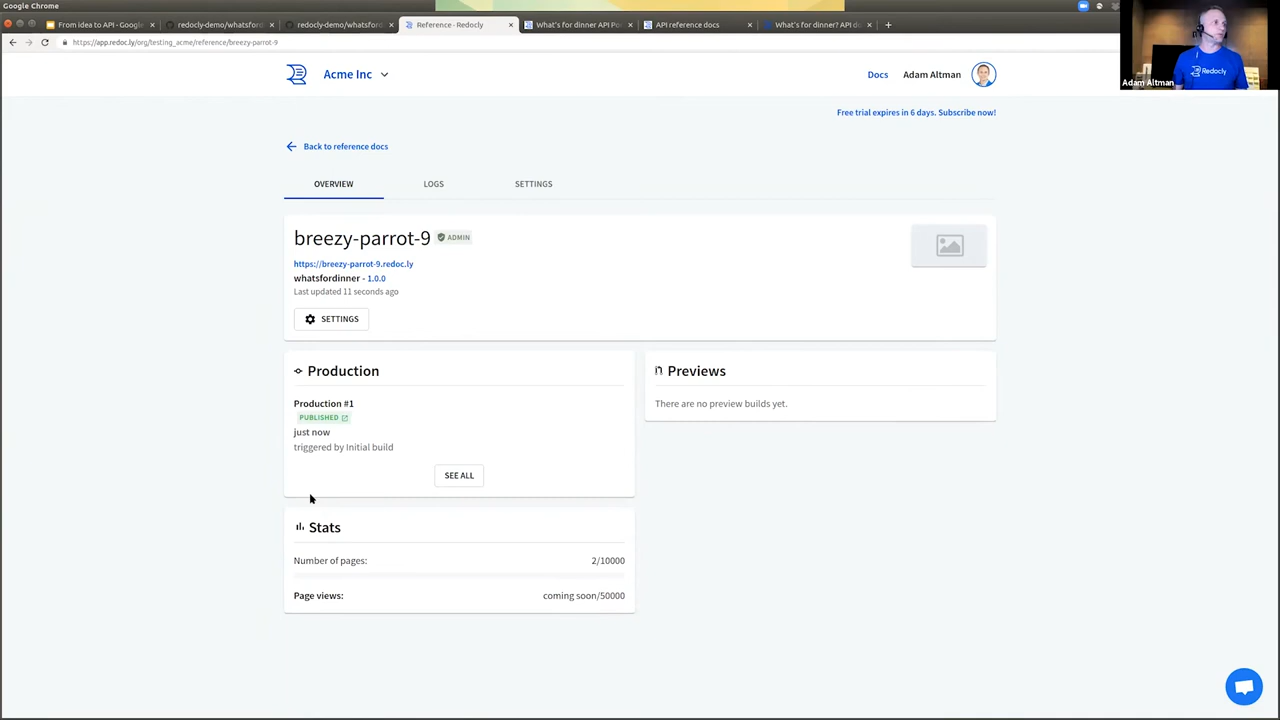 Google Chrome
From idea to API - Google
redocly-demo/whatsford
redocly-demo/whatsford
Reference - Redocly
What's for dinner API Po
API reference docs
What's for dinner? API d
https://app.redoc.ly/org/testing_acme/reference/breezy-parrot-9
Acme Inc
Docs
Adam Altman
Redocly
Adam Altman
Free trial expires in 6 days. Subscribe now!
Back to reference docs
OVERVIEW
LOGS
SETTINGS
breezy-parrot-9
ADMIN
https://breezy-parrot-9.redoc.ly
whatsfordinner - 1.0.0
Last updated 11 seconds ago
SETTINGS
Production
Production #1
PUBLISHED
just now
triggered by Initial build
SEE ALL
Previews
There are no preview builds yet.
Stats
Number of pages: 2/10000
Page views: coming soon/50000